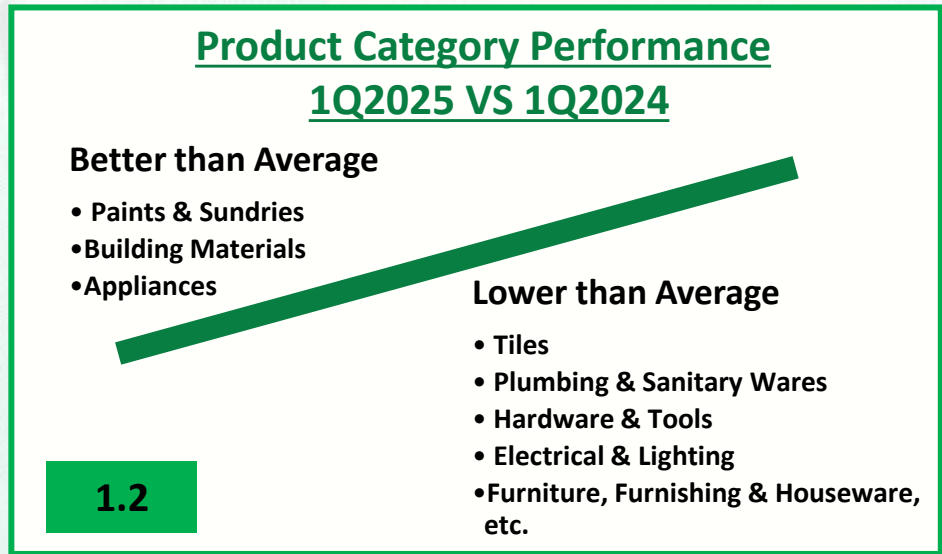 Product Category Performance
1Q2025 VS 1Q2024
Better than Average
• Paints & Sundries
•Building Materials
•Appliances
Lower than Average
• Tiles
• Plumbing & Sanitary Wares
• Hardware & Tools
• Electrical & Lighting
•Furniture, Furnishing & Houseware,
etc.
1.2